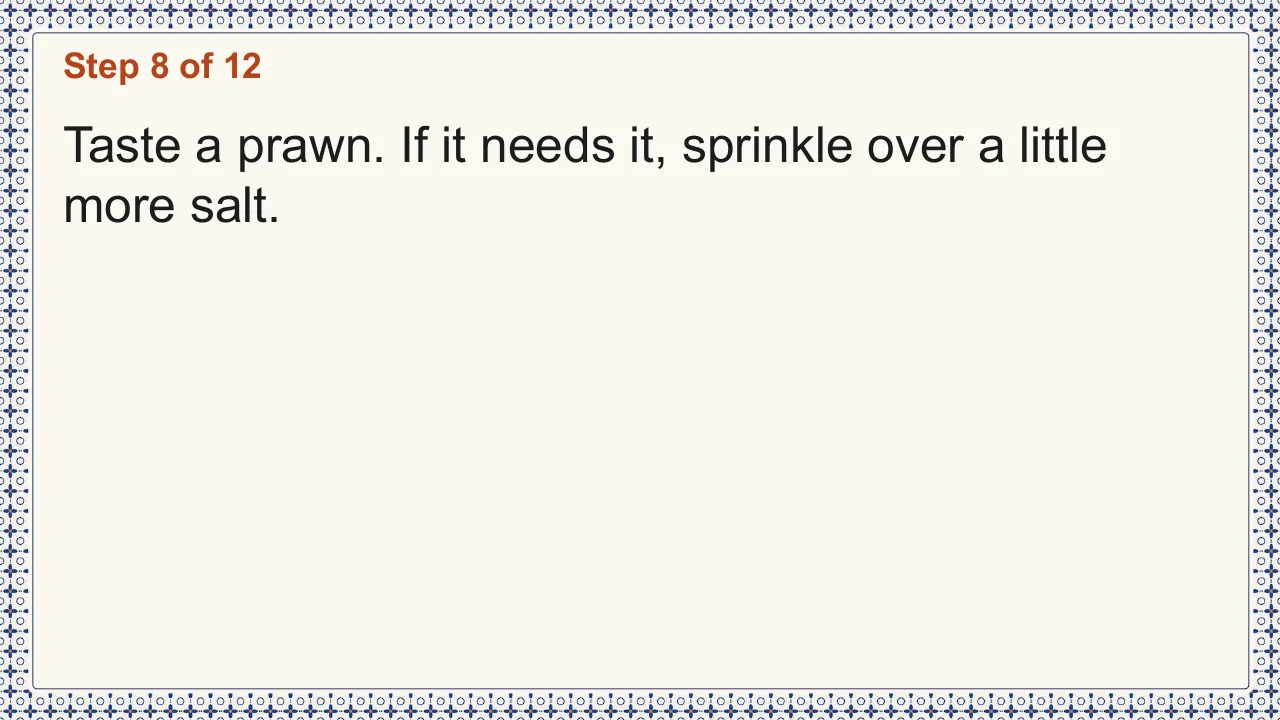 Step 8 of 12
Taste a prawn. If it needs it, sprinkle over a little
more salt.